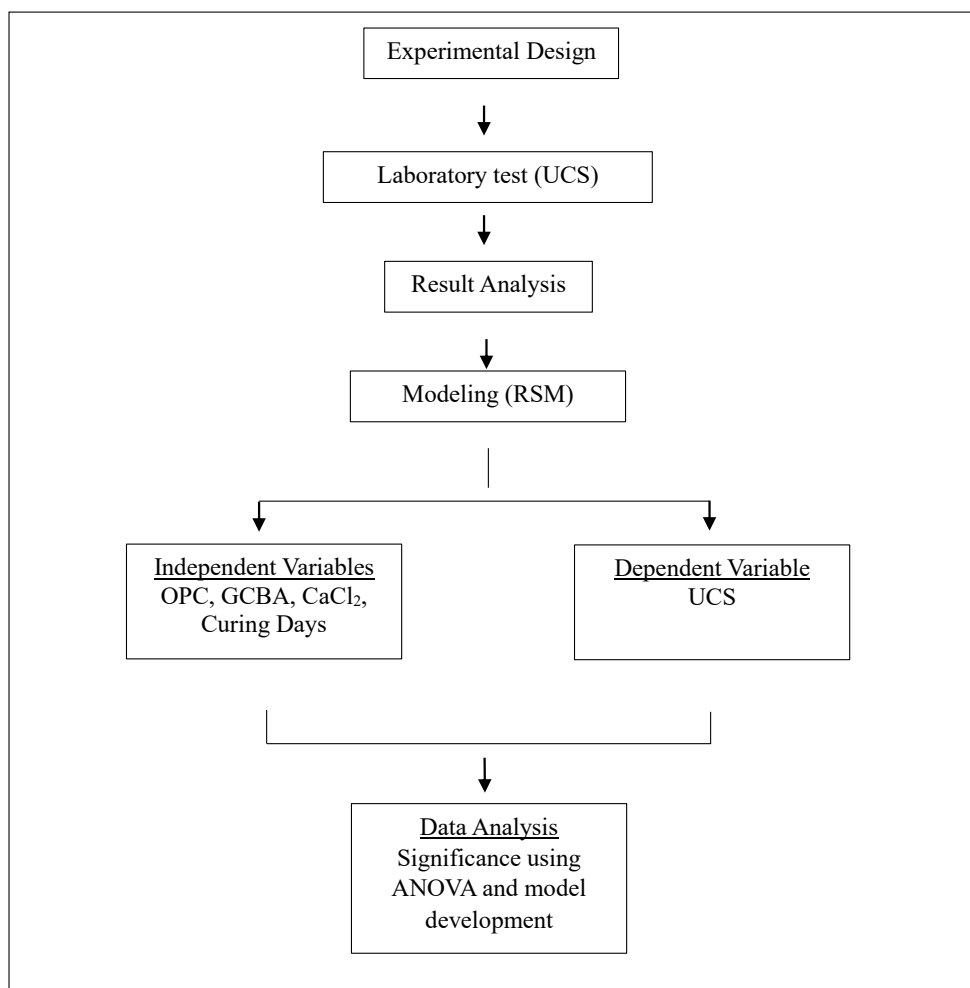 Experimental Design
Laboratory test (UCS)
Result Analysis
Modeling (RSM)
Independent Variables
OPC, GCBA, CaCl₂,
Curing Days
Dependent Variable
UCS
Data Analysis
Significance using
ANOVA and model
development